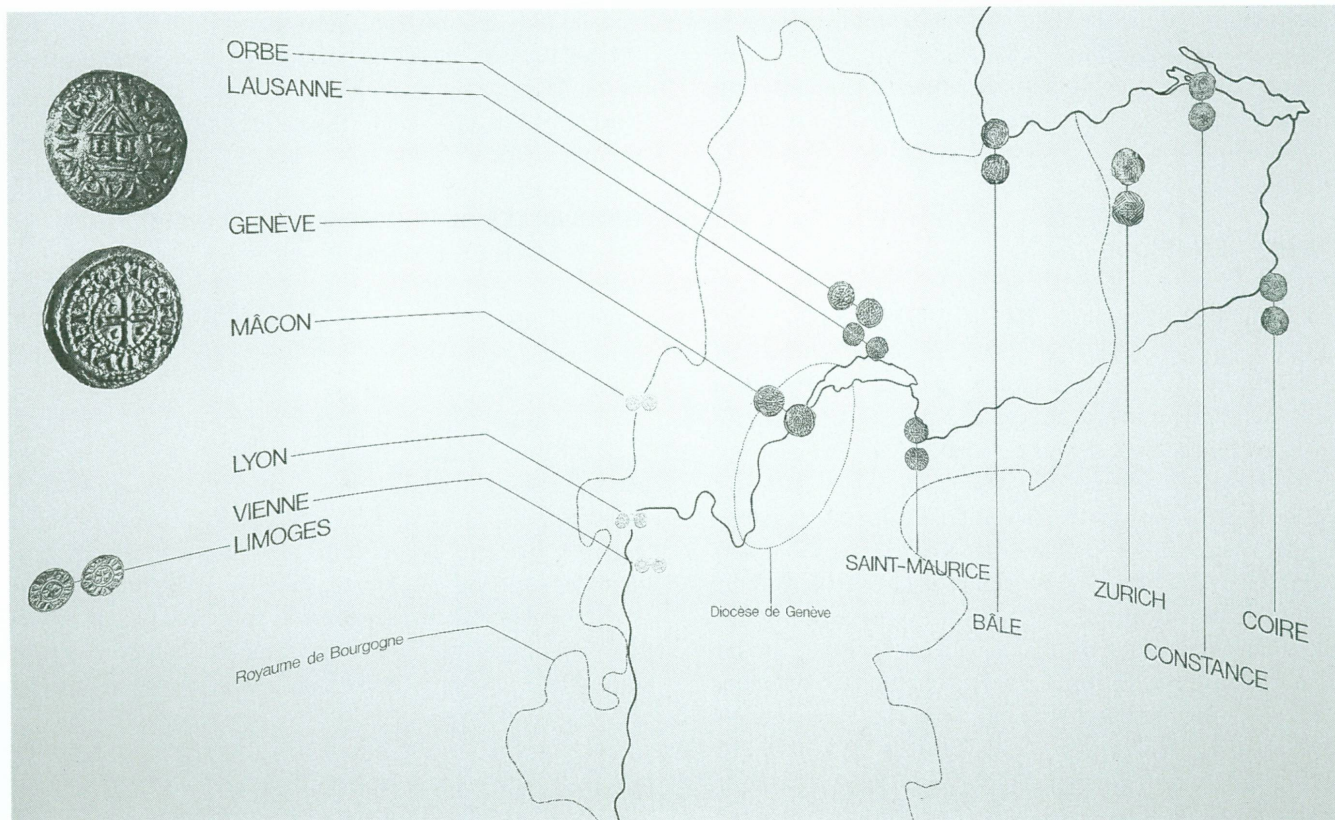 ORBE
LAUSANNE
GENÈVE
MÂCON
LYON
VIENNE
LIMOGES
Royaume de Bourgogne
Diocèse de Genève
SAINT-MAURICE
BÂLE
ZURICH
CONSTANCE
COIRE